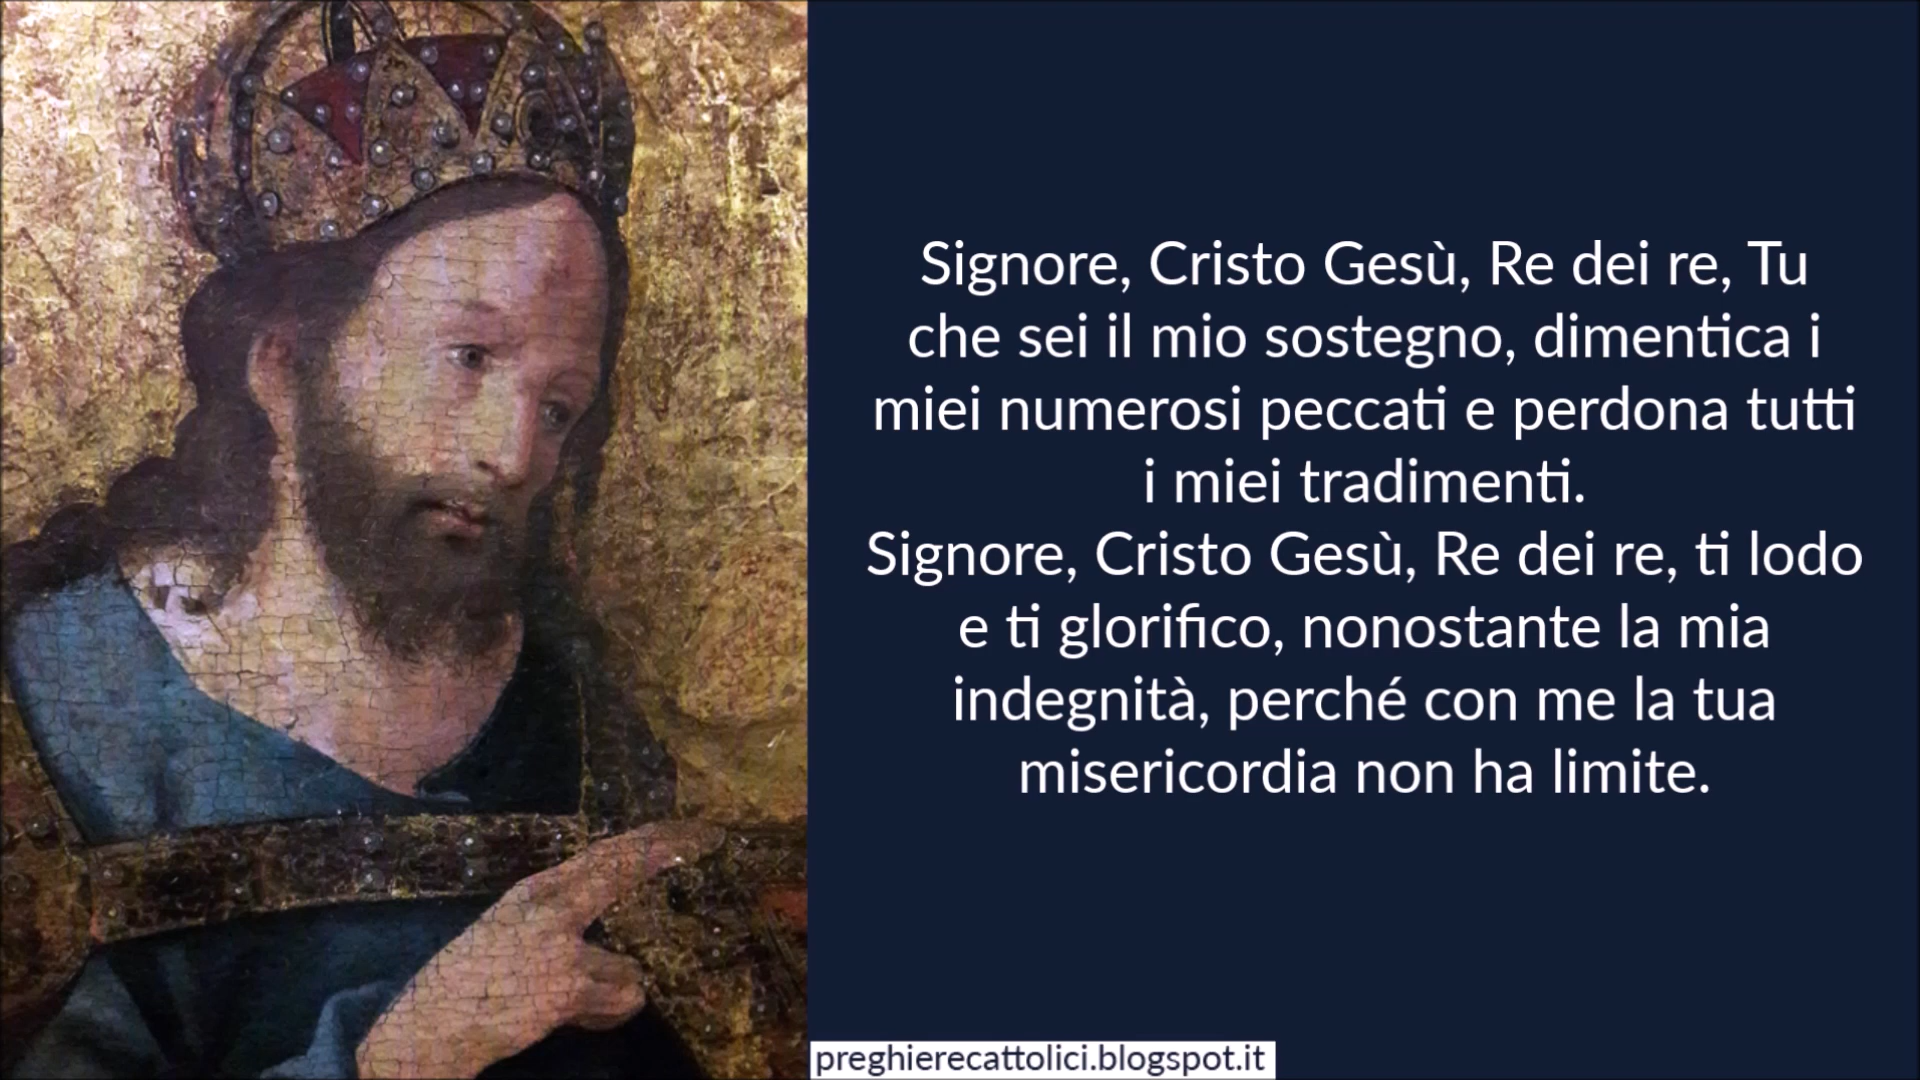 Signore, Cristo Gesù, Re dei re, Tu
che sei il mio sostegno, dimentica i
miei numerosi peccati e perdona tutti
i miei tradimenti.
Signore, Cristo Gesù, Re dei re, ti lodo
e ti glorifico, nonostante la mia
indegnità, perché con me la tua
misericordia non ha limite.
preghierecattolici.blogspot.it